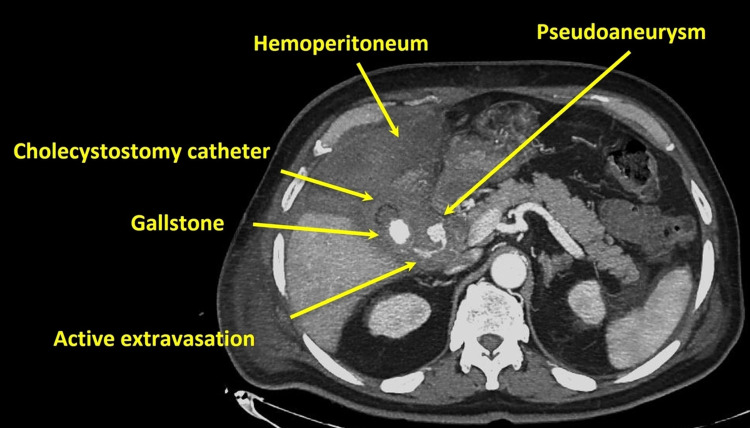 Pseudoaneurysm
Hemoperitoneum
Cholecystostomy catheter
Gallstone
Active extravasation